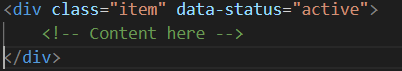 <div class="item" data-status="active">
    <!-- Content here -->
</div>